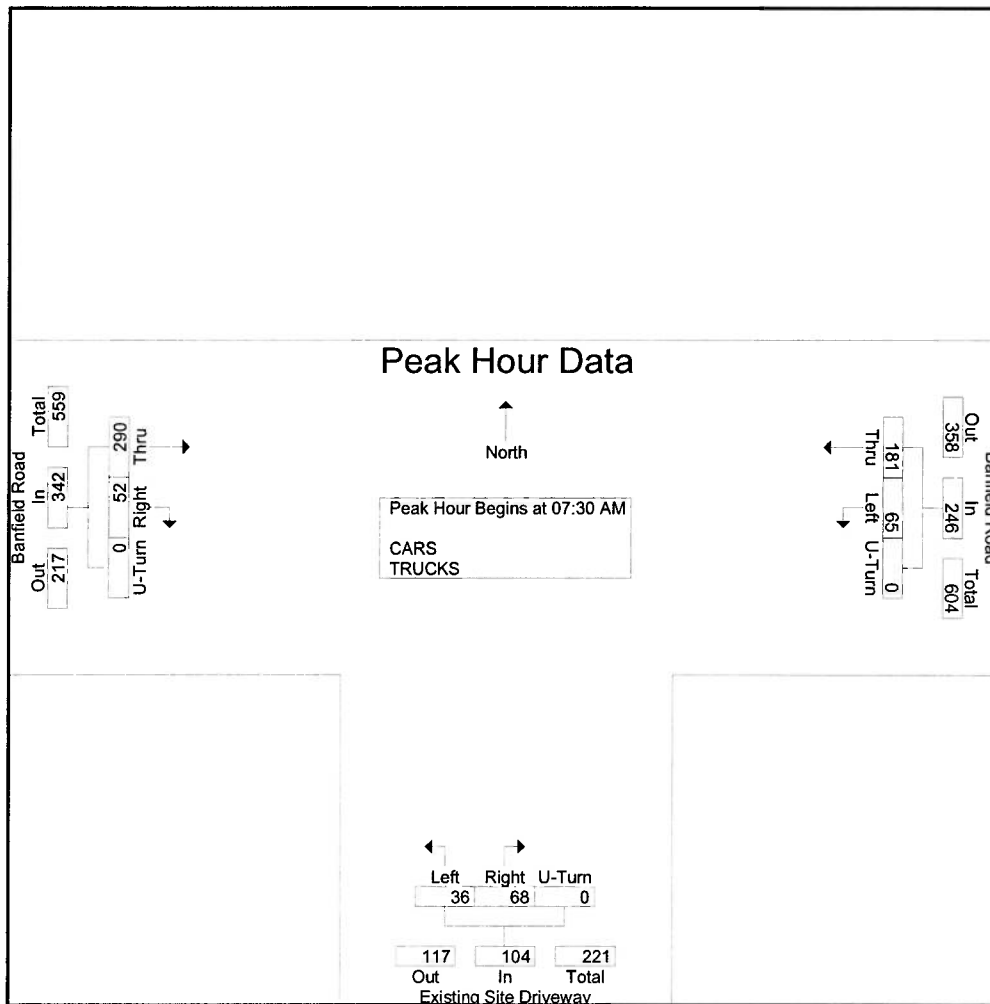 Peak Hour Data
North
Peak Hour Begins at 07:30 AM
CARS
TRUCKS
Banfield Road
Out In Total
217 342 559
0 52 290
U-Turn Right Thru
Banfield Road
Out In Total
358 246 604
181 65 0
Thru Left U-Turn
Left Right U-Turn
36 68 0
117 104 221
Out In Total
Existing Site Driveway